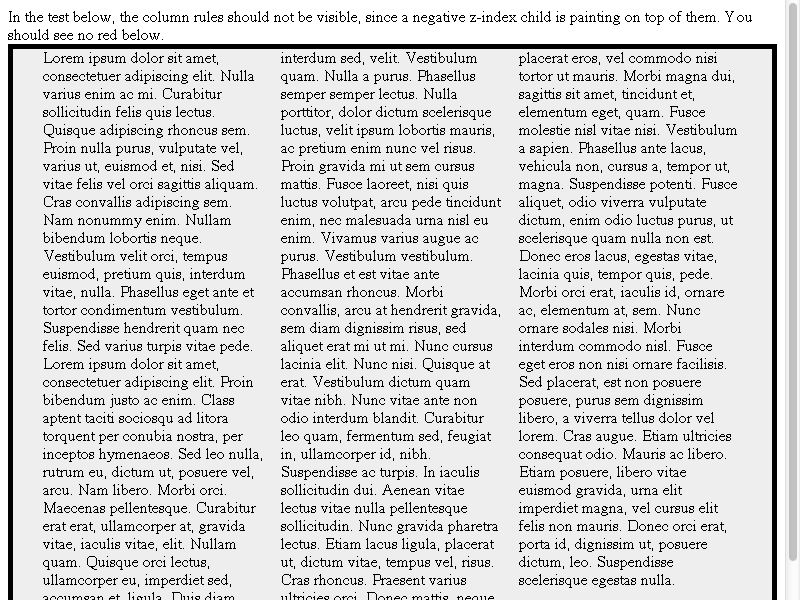 In the test below, the column rules should not be visible, since a negative z-index child is painting on top of them. You
should see no red below.
Lorem ipsum dolor sit amet,
consectetuer adipiscing elit. Nulla
varius enim ac mi. Curabitur
sollicitudin felis quis lectus.
Quisque adipiscing rhoncus sem.
Proin nulla purus, vulputate vel,
varius ut, euismod et, nisi. Sed
vitae felis vel orci sagittis aliquam.
Cras convallis adipiscing sem.
Nam nonummy enim. Nullam
bibendum lobortis neque.
Vestibulum velit orci, tempus
euismod, pretium quis, interdum
vitae, nulla. Phasellus eget ante et
tortor condimentum vestibulum.
Suspendisse hendrerit quam nec
felis. Sed varius turpis vitae pede.
Lorem ipsum dolor sit amet,
consectetuer adipiscing elit. Proin
bibendum justo ac enim. Class
aptent taciti sociosqu ad litora
torquent per conubia nostra, per
inceptos hymenaeos. Sed leo nulla,
rutrum eu, dictum ut, posuere vel,
arcu. Nam libero. Morbi orci.
Maecenas pellentesque. Curabitur
erat erat, ullamcorper at, gravida
vitae, iaculis vitae, elit. Nullam
quam. Quisque orci lectus,
ullamcorper eu, imperdiet sed,
accumsan et, ligula. Duis diam
interdum sed, velit. Vestibulum
quam. Nulla a purus. Phasellus
semper semper lectus. Nulla
porttitor, dolor dictum scelerisque
luctus, velit ipsum lobortis mauris,
ac pretium enim nunc vel risus.
Proin gravida mi ut sem cursus
mattis. Fusce laoreet, nisi quis
luctus volutpat, arcu pede tincidunt
enim, nec malesuada urna nisl eu
enim. Vivamus varius augue ac
purus. Vestibulum vestibulum.
Phasellus et est vitae ante
accumsan rhoncus. Morbi
convallis, arcu at hendrerit gravida,
sem diam dignissim risus, sed
aliquet erat mi ut mi. Nunc cursus
lacinia elit. Nunc nisi. Quisque at
erat. Vestibulum dictum quam
vitae nibh. Nunc vitae ante non
odio interdum blandit. Curabitur
leo quam, fermentum sed, feugiat
in, ullamcorper id, nibh.
Suspendisse ac turpis. In iaculis
sollicitudin dui. Aenean vitae
lectus vitae nulla pellentesque
sollicitudin. Nunc gravida pharetra
lectus. Etiam lacus ligula, placerat
ut, dictum vitae, tempus vel, risus.
Cras rhoncus. Praesent varius
ultricies orci. Donec mattis, neque
placerat eros, vel commodo nisi
tortor ut mauris. Morbi magna dui,
sagittis sit amet, tincidunt et,
elementum eget, quam. Fusce
molestie nisl vitae nisi. Vestibulum
a sapien. Phasellus ante lacus,
vehicula non, cursus a, tempor ut,
magna. Suspendisse potenti. Fusce
aliquet, odio viverra vulputate
dictum, enim odio luctus purus, ut
scelerisque quam nulla non est.
Donec eros lacus, egestas vitae,
lacinia quis, tempor quis, pede.
Morbi orci erat, iaculis id, ornare
ac, elementum at, sem. Nunc
ornare sodales nisi. Morbi
interdum commodo nisl. Fusce
eget eros non nisi ornare facilisis.
Sed placerat, est non posuere
posuere, purus sem dignissim
libero, a viverra tellus dolor vel
lorem. Cras augue. Etiam ultricies
consequat odio. Mauris ac libero.
Etiam posuere, libero vitae
euismod gravida, urna elit
imperdiet magna, vel cursus elit
felis non mauris. Donec orci erat,
porta id, dignissim ut, posuere
dictum, leo. Suspendisse
scelerisque egestas nulla.